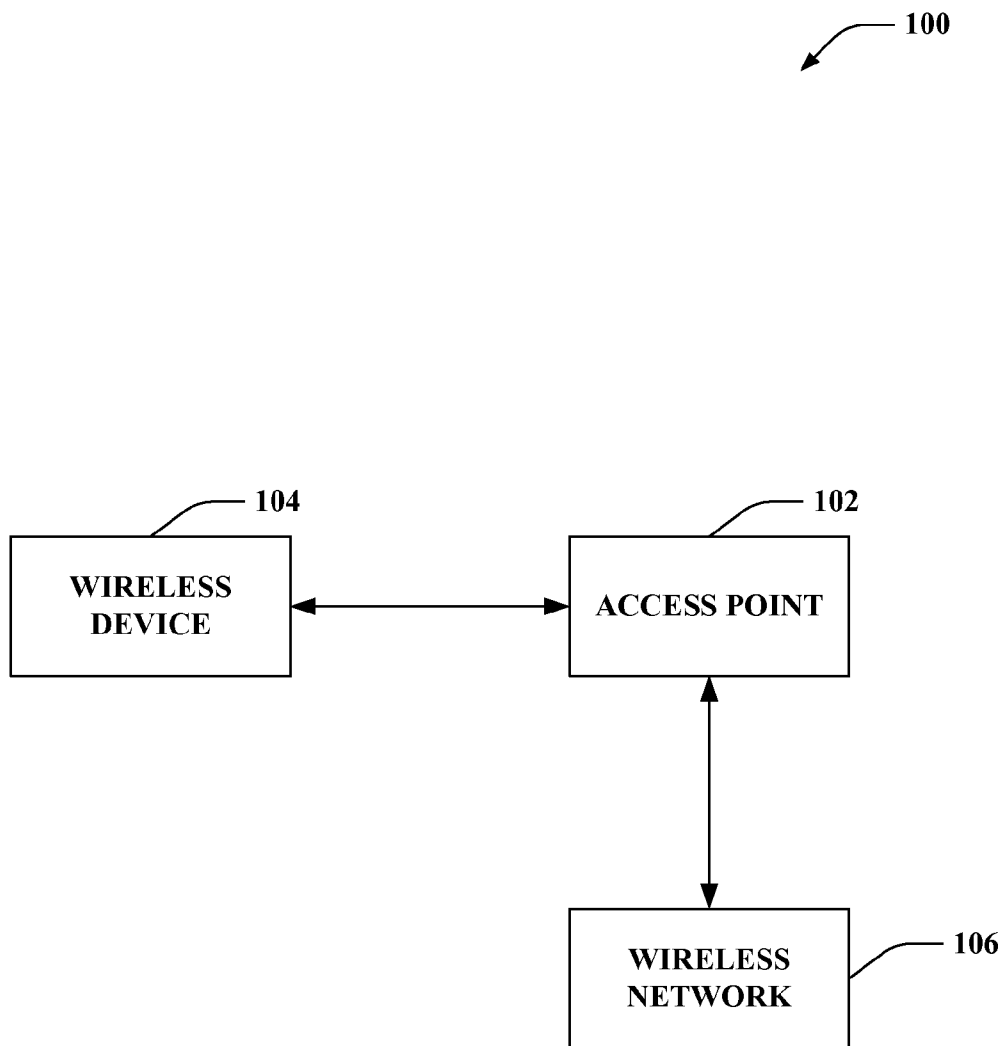 100
104
102
WIRELESS
DEVICE
ACCESS POINT
WIRELESS
NETWORK
106